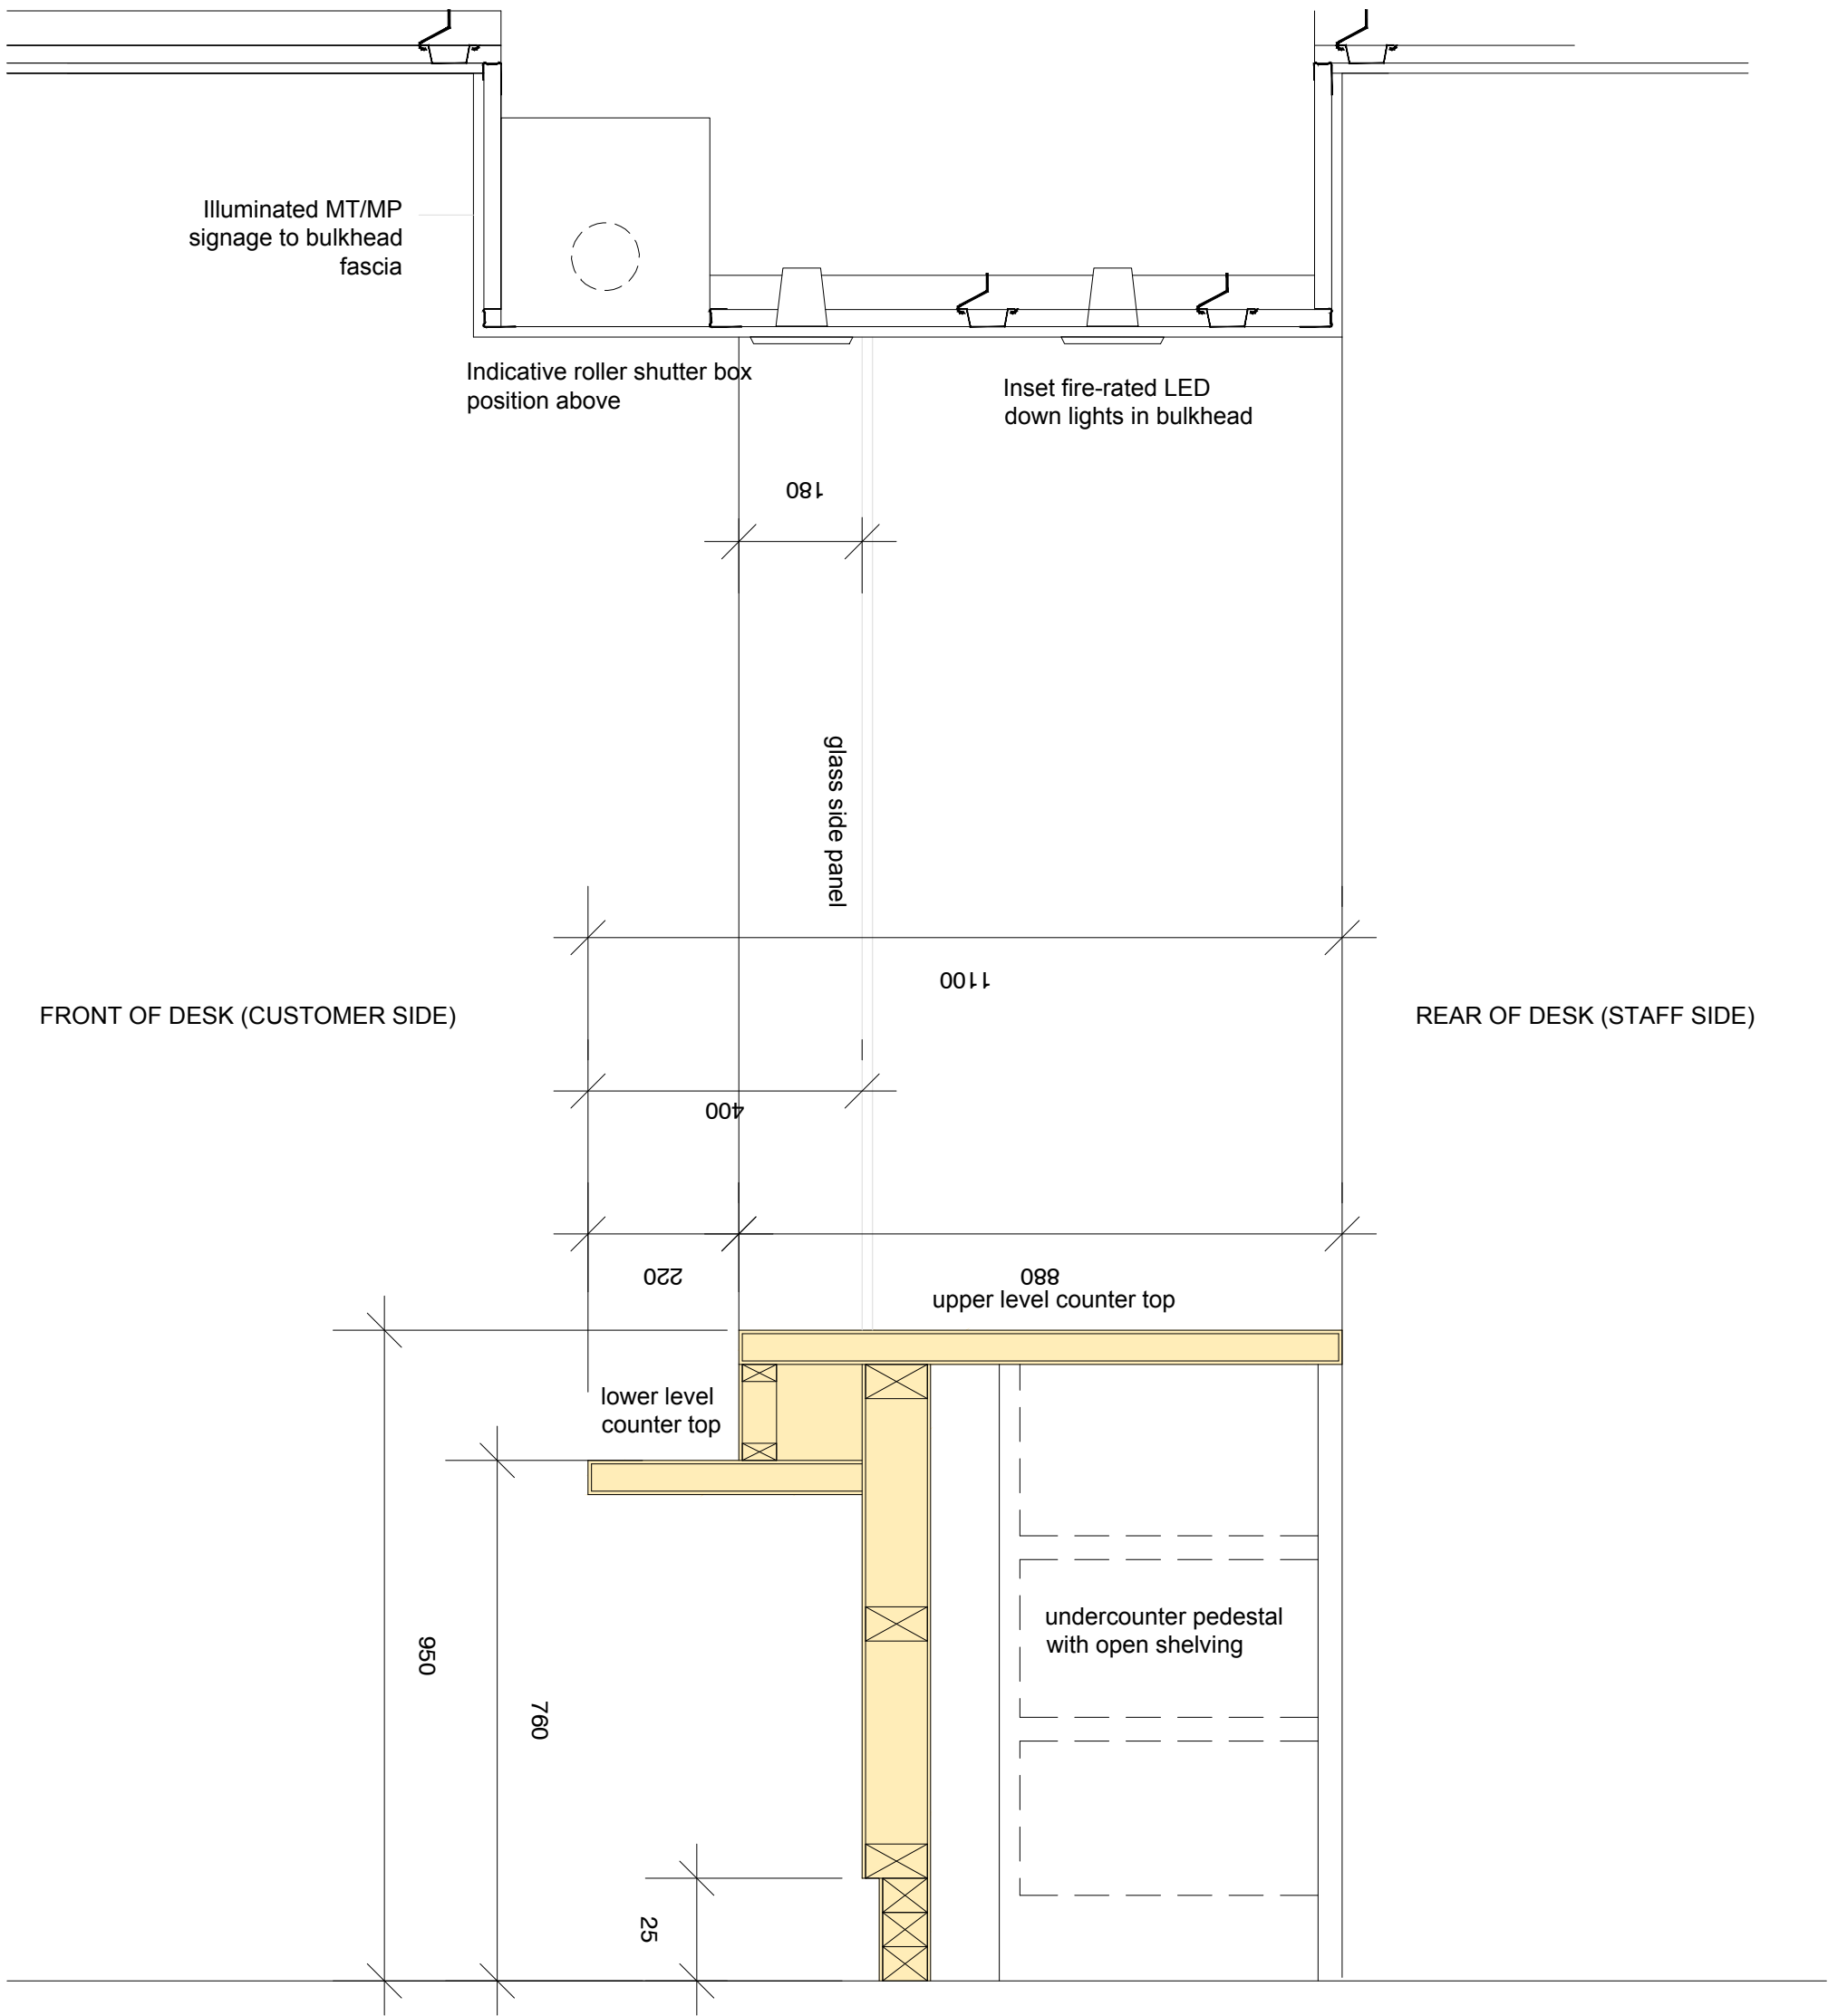 Illuminated MT/MP
signage to bulkhead
fascia
Indicative roller shutter box
position above
Inset fire-rated LED
down lights in bulkhead
180
glass side panel
1100
FRONT OF DESK (CUSTOMER SIDE)
REAR OF DESK (STAFF SIDE)
400
220
880
upper level counter top
lower level
counter top
undercounter pedestal
with open shelving
950
760
25